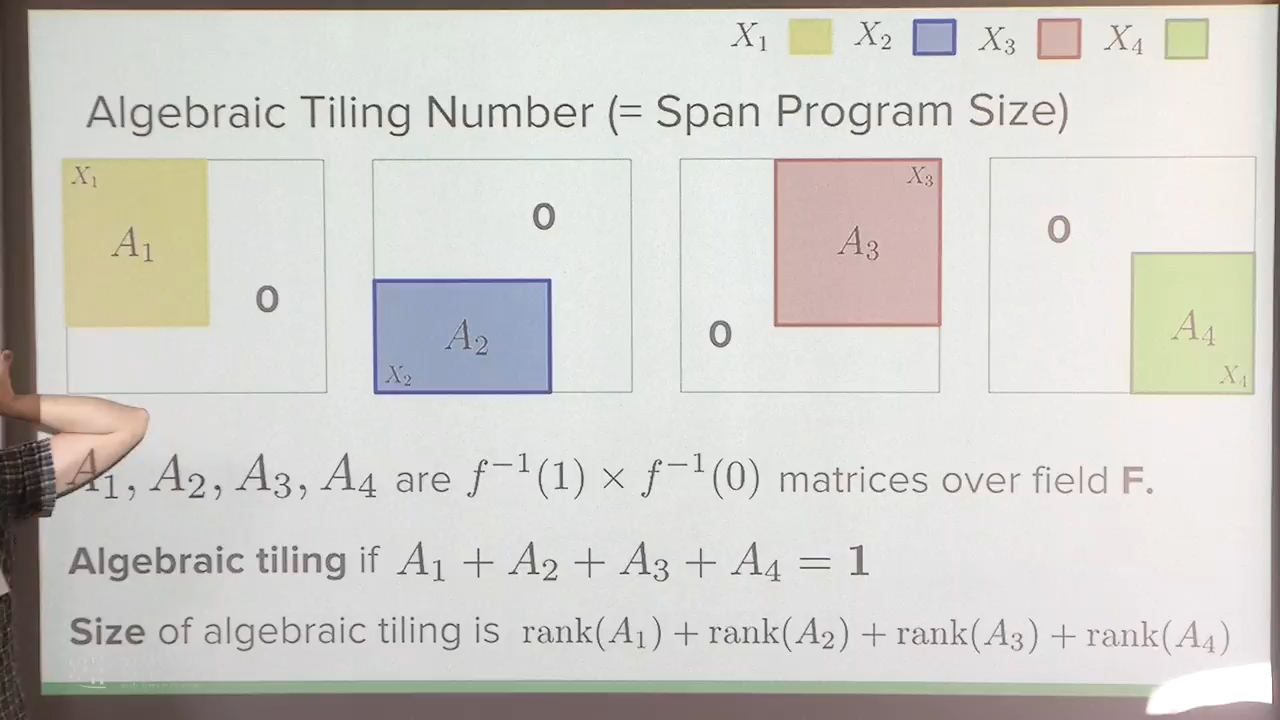 X₁ X₂ X₃ X₄
Algebraic Tiling Number (= Span Program Size)
X₁ A₁ 0
0 A₂ X₂
X₃ A₃ 0
0 A₄ X₄
A₁, A₂, A₃, A₄ are f⁻¹(1) × f⁻¹(0) matrices over field F.
Algebraic tiling if A₁ + A₂ + A₃ + A₄ = 1
Size of algebraic tiling is rank(A₁) + rank(A₂) + rank(A₃) + rank(A₄)